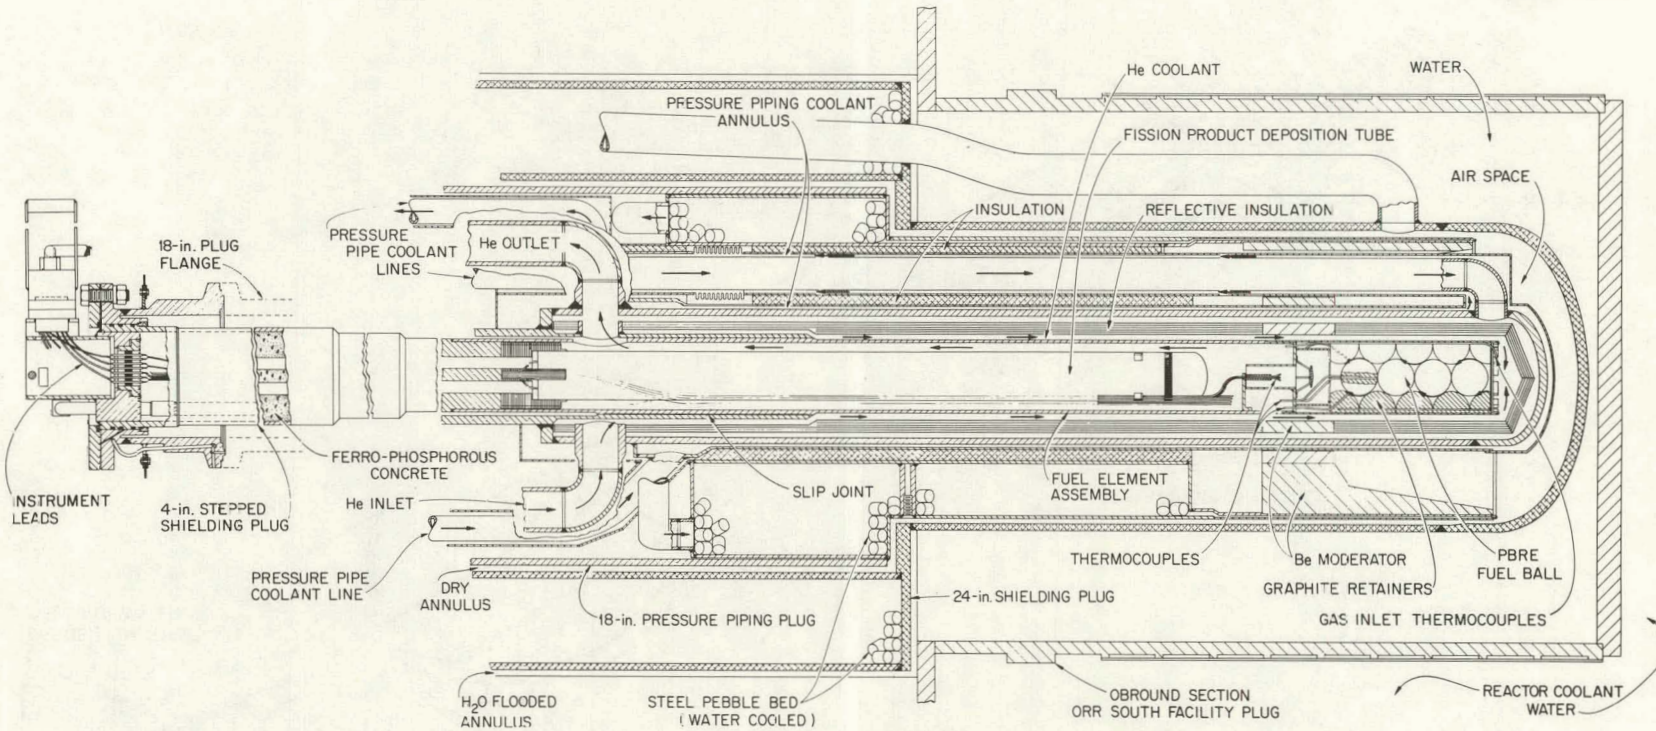 He COOLANT
WATER
PRESSURE PIPING COOLANT
ANNULUS
FISSION PRODUCT DEPOSITION TUBE
AIR SPACE
INSULATION
REFLECTIVE INSULATION
18-in. PLUG
FLANGE
PRESSURE
PIPE COOLANT
LINES
He OUTLET
INSTRUMENT
LEADS
4-in. STEPPED
SHIELDING PLUG
FERRO-PHOSPHOROUS
CONCRETE
He INLET
SLIP JOINT
FUEL ELEMENT
ASSEMBLY
THERMOCOUPLES
Be MODERATOR
GRAPHITE RETAINERS
PBRE
FUEL BALL
GAS INLET THERMOCOUPLES
PRESSURE PIPE
COOLANT LINE
DRY
ANNULUS
18-in. PRESSURE PIPING PLUG
24-in. SHIELDING PLUG
H2O FLOODED
ANNULUS
STEEL PEBBLE BED
( WATER COOLED )
OBROUND SECTION
ORR SOUTH FACILITY PLUG
REACTOR COOLANT
WATER